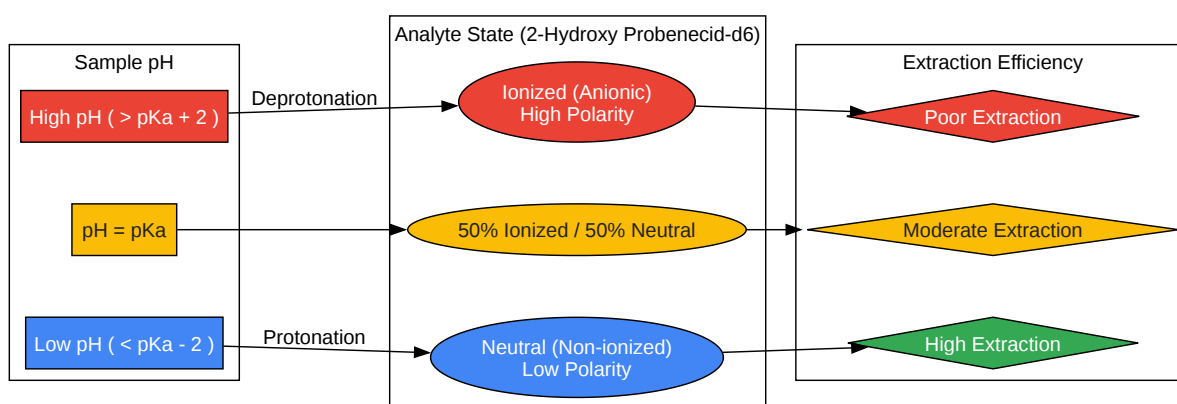 Sample pH
Analyte State (2-Hydroxy Probenecid-d6)
Extraction Efficiency
High pH ( > pKa + 2 )
Deprotonation
Ionized (Anionic)
High Polarity
Poor Extraction
pH = pKa
50% Ionized / 50% Neutral
Moderate Extraction
Low pH ( < pKa - 2 )
Protonation
Neutral (Non-ionized)
Low Polarity
High Extraction